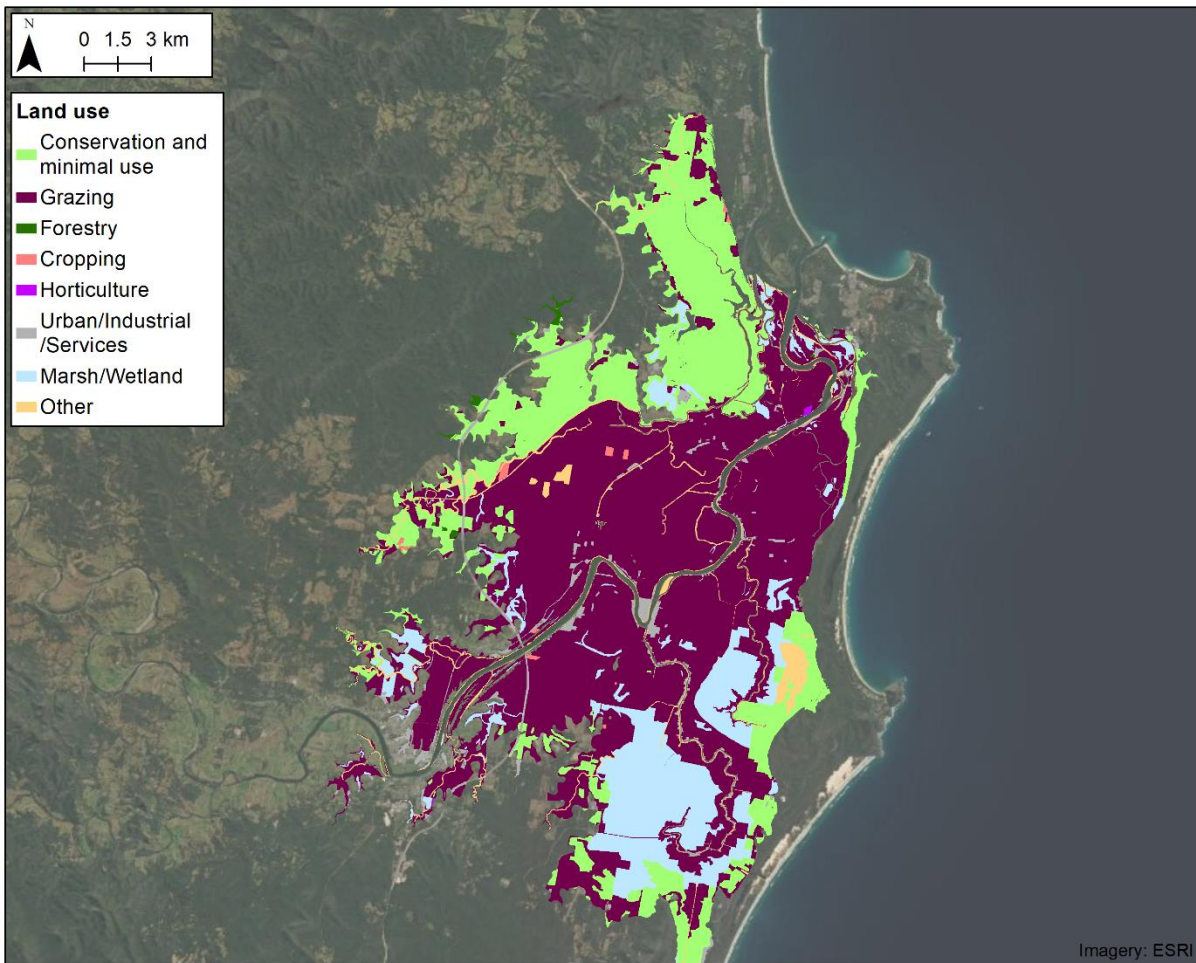 N
0 1.5 3 km
Land use
Conservation and
minimal use
Grazing
Forestry
Cropping
Horticulture
Urban/Industrial
/Services
Marsh/Wetland
Other
Imagery: ESRI